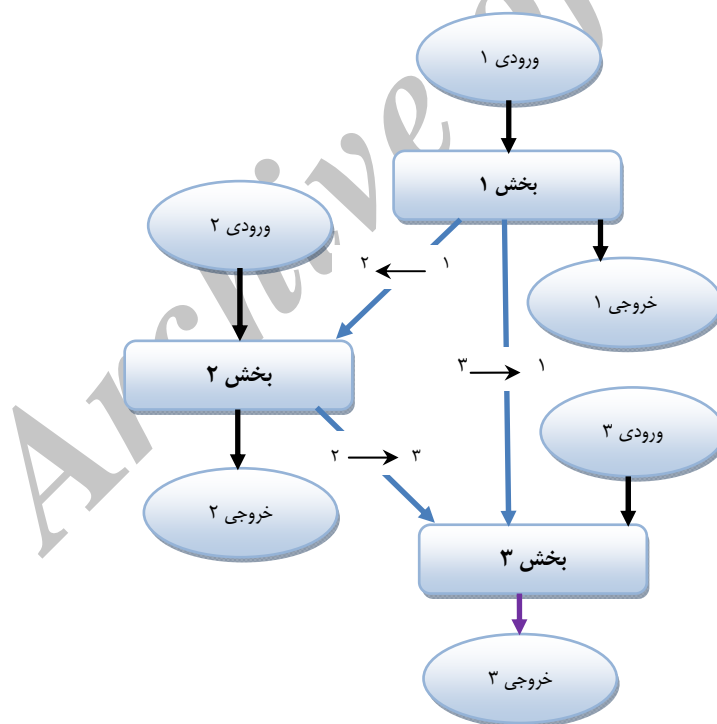 ورودی ۱
بخش ۱
ورودی ۲
۲ ← ۱
خروجی ۱
بخش ۲
۳ → ۱
ورودی ۳
۲ → ۳
خروجی ۲
بخش ۳
خروجی ۳
Archive